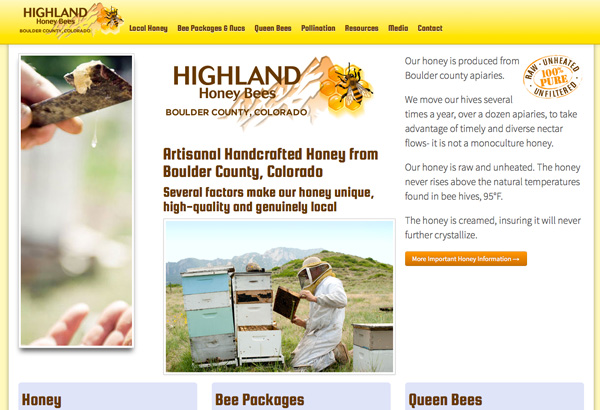 HIGHLAND
Honey Bees
BOULDER COUNTY, COLORADO
Local Honey Bee Packages & Nucs Queen Bees Pollination Resources Media Contact
HIGHLAND
Honey Bees
BOULDER COUNTY, COLORADO
Artisanal Handcrafted Honey from
Boulder County, Colorado
Several factors make our honey unique,
high-quality and genuinely local
Our honey is produced from
Boulder county apiaries.
RAW - UNHEATED
100%
PURE
UNFILTERED
We move our hives several
times a year, over a dozen apiaries, to take
advantage of timely and diverse nectar
flows- it is not a monoculture honey.
Our honey is raw and unheated. The honey
never rises above the natural temperatures
found in bee hives, 95°F.
The honey is creamed, insuring it will never
further crystallize.
More Important Honey Information →
Honey
Bee Packages
Queen Bees